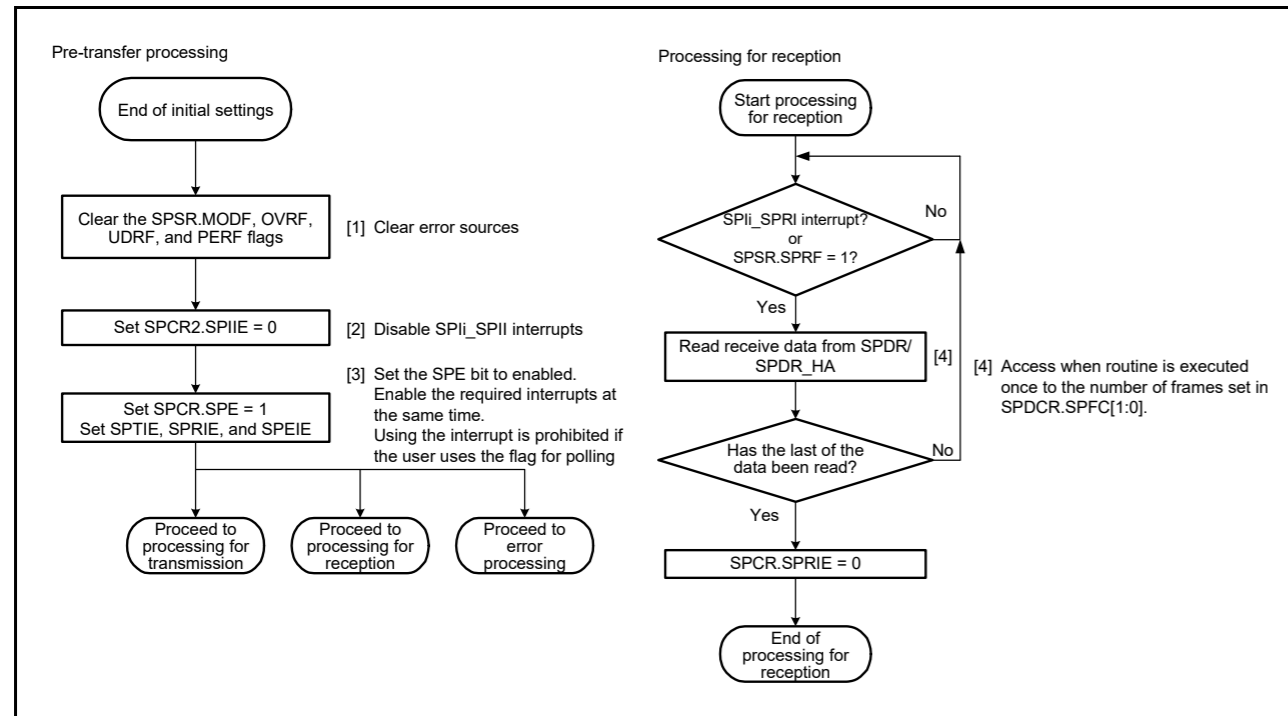 Pre-transfer processing
End of initial settings
Clear the SPSR.MODF, OVRF,
UDRF, and PERF flags
[1] Clear error sources
Set SPCR2.SPIIE = 0
[2] Disable SPIi_SPII interrupts
Set SPCR.SPE = 1
Set SPTIE, SPRIE, and SPEIE
[3] Set the SPE bit to enabled.
Enable the required interrupts at
the same time.
Using the interrupt is prohibited if
the user uses the flag for polling
Proceed to
processing for
transmission
Proceed to
processing for
reception
Proceed to
error
processing
Processing for reception
Start processing
for reception
SPIi_SPRI interrupt?
or
SPSR.SPRF = 1?
No
Yes
Read receive data from SPDR/
SPDR_HA
[4]
[4] Access when routine is executed
once to the number of frames set in
SPDCR.SPFC[1:0].
Has the last of the
data been read?
No
Yes
SPCR.SPRIE = 0
End of
processing for
reception